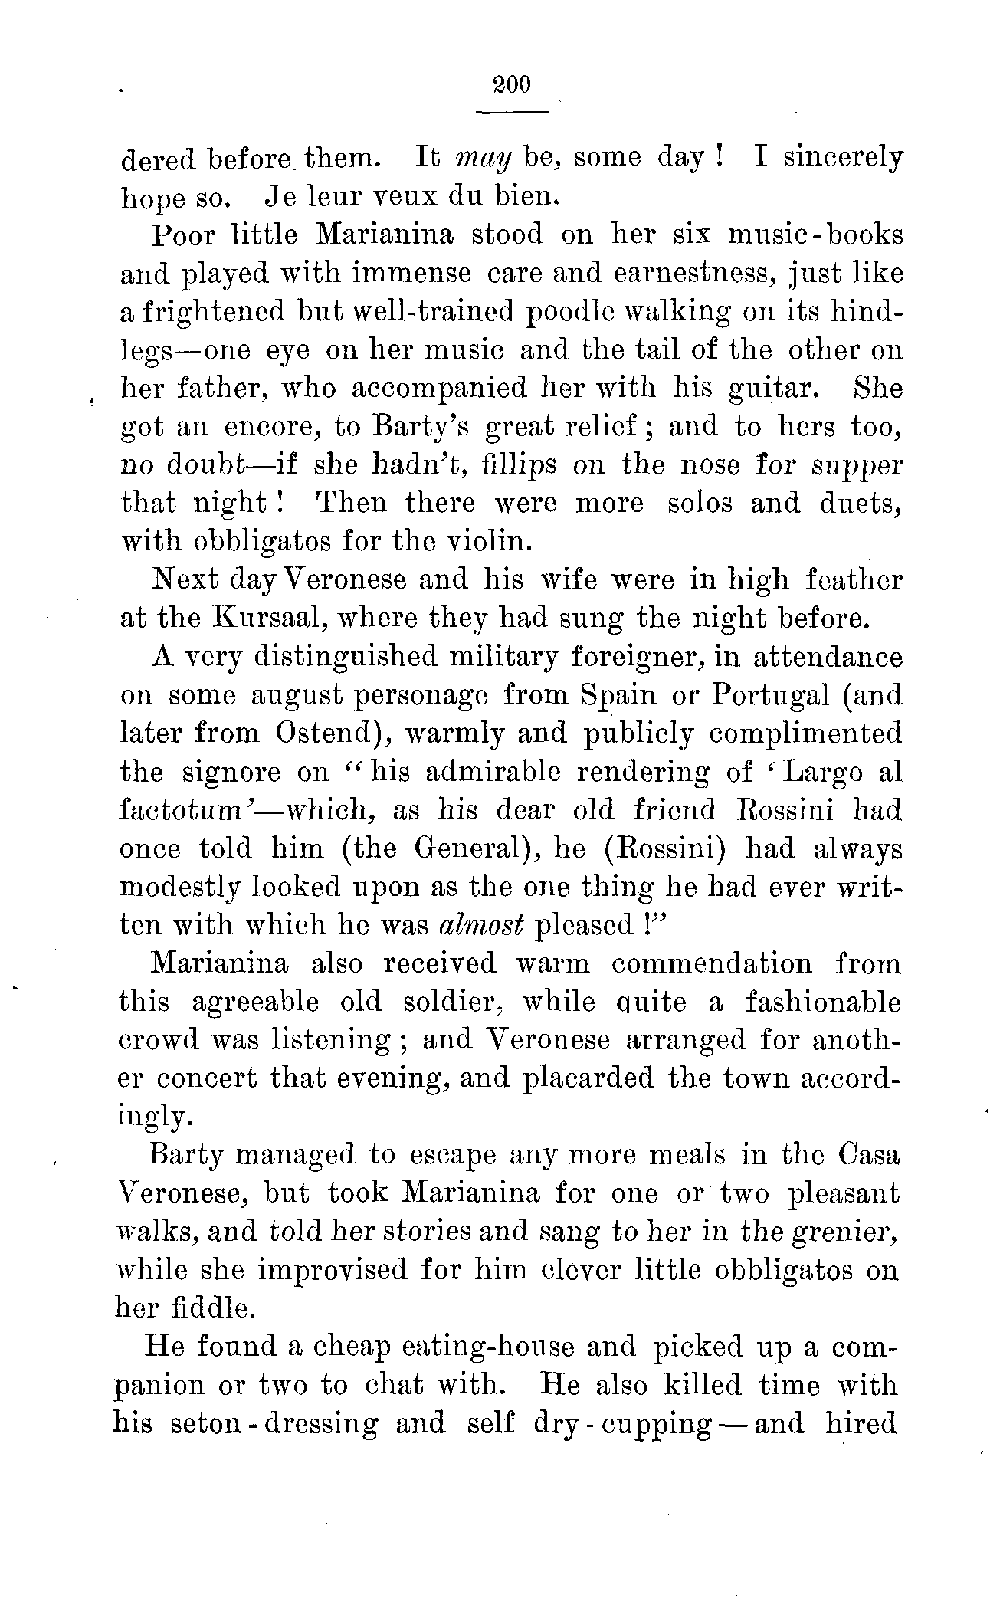 200
dered before them. It may be, some day ! I sincerely
hope so. Je leur veux du bien.
Poor little Marianina stood on her six music-books
and played with immense care and earnestness, just like
a frightened but well-trained poodle walking on its hind-
legs—one eye on her music and the tail of the other on
her father, who accompanied her with his guitar. She
got an encore, to Barty's great relief ; and to hers too,
no doubt—if she hadn't, fillips on the nose for supper
that night ! Then there were more solos and duets,
with obbligatos for the violin.
Next day Veronese and his wife were in high feather
at the Kursaal, where they had sung the night before.
A very distinguished military foreigner, in attendance
on some august personage from Spain or Portugal (and
later from Ostend), warmly and publicly complimented
the signore on “ his admirable rendering of ‘ Largo al
factotum ’—which, as his dear old friend Rossini had
once told him (the General), he (Rossini) had always
modestly looked upon as the one thing he had ever writ-
ten with which he was almost pleased !”
Marianina also received warm commendation from
this agreeable old soldier, while quite a fashionable
crowd was listening ; and Veronese arranged for anoth-
er concert that evening, and placarded the town accord-
ingly.
Barty managed to escape any more meals in the Casa
Veronese, but took Marianina for one or two pleasant
walks, and told her stories and sang to her in the grenier,
while she improvised for him clever little obbligatos on
her fiddle.
He found a cheap eating-house and picked up a com-
panion or two to chat with. He also killed time with
his seton - dressing and self dry - cupping — and hired